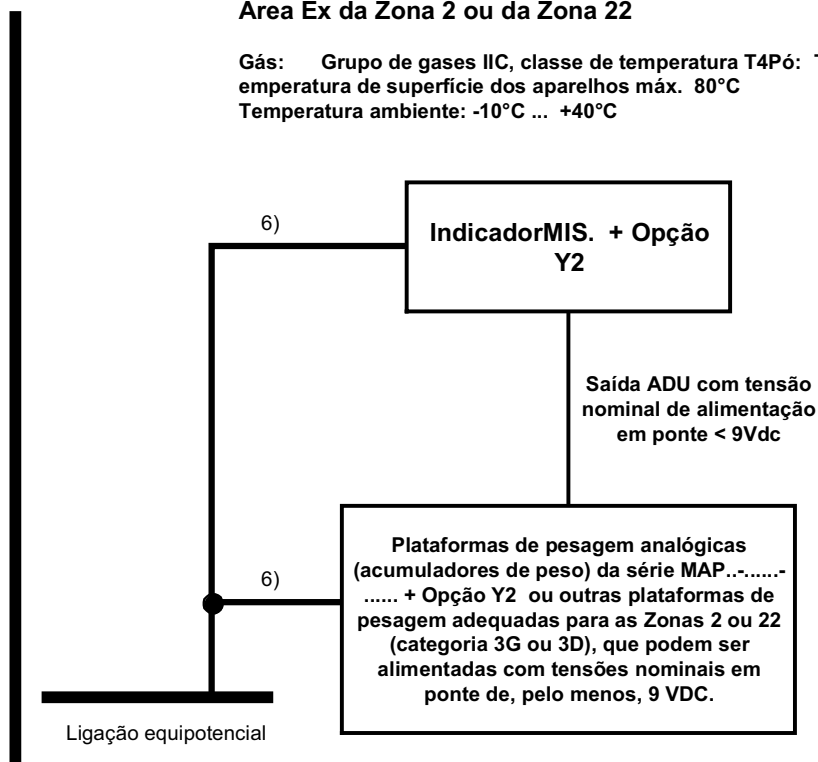 Área Ex da Zona 2 ou da Zona 22
Gás: Grupo de gases IIC, classe de temperatura T4Pó: T
emperatura de superfície dos aparelhos máx. 80°C
Temperatura ambiente: -10°C ... +40°C
6)
IndicadorMIS. + Opção
Y2
Saída ADU com tensão
nominal de alimentação
em ponte < 9Vdc
6)
Plataformas de pesagem analógicas
(acumuladores de peso) da série MAP..-......-
...... + Opção Y2 ou outras plataformas de
pesagem adequadas para as Zonas 2 ou 22
(categoria 3G ou 3D), que podem ser
alimentadas com tensões nominais em
ponte de, pelo menos, 9 VDC.
Ligação equipotencial